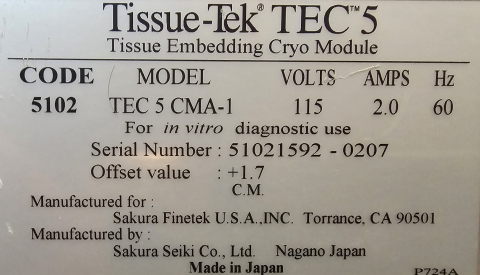 Tissue-Tek® TEC™ 5
Tissue Embedding Cryo Module
CODE MODEL VOLTS AMPS Hz
5102 TEC 5 CMA-1 115 2.0 60
For in vitro diagnostic use
Serial Number : 51021592 - 0207
Offset value : +1.7
C.M.
Manufactured for :
Sakura Finetek U.S.A.,INC. Torrance, CA 90501
Manufactured by :
Sakura Seiki Co., Ltd. Nagano Japan
Made in Japan
P724A